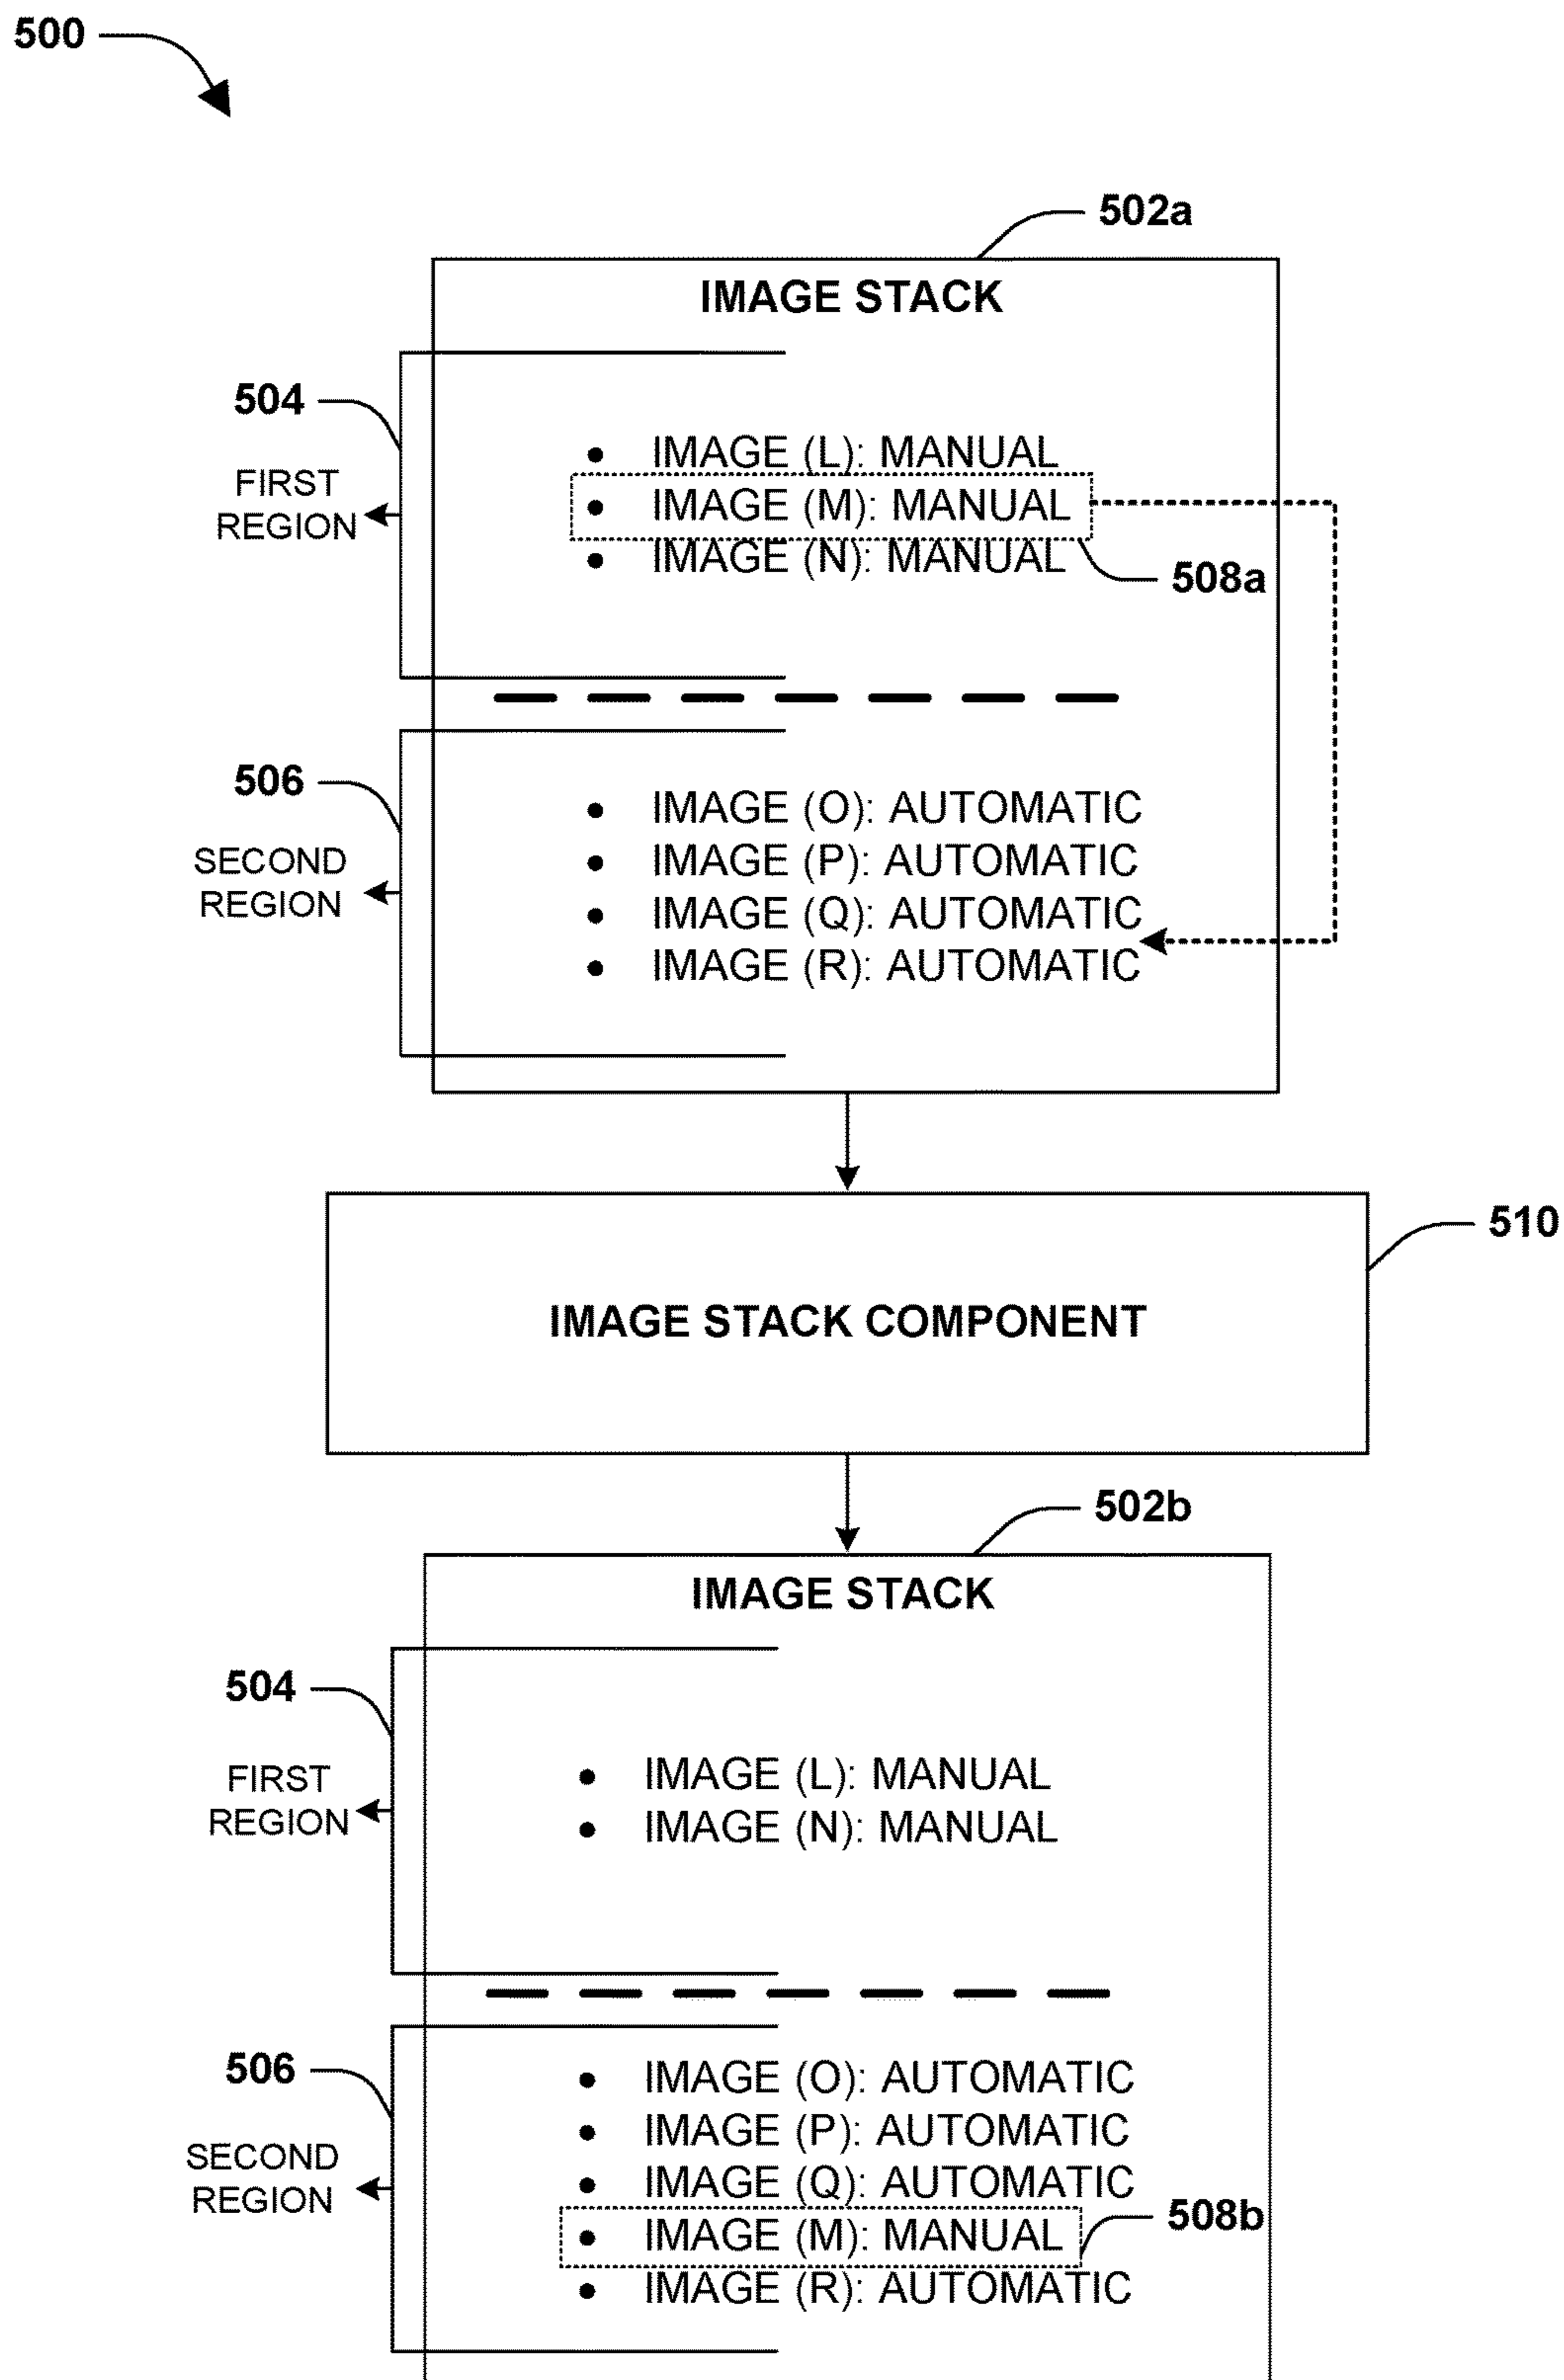 500
502a
IMAGE STACK
504
FIRST
REGION
• IMAGE (L): MANUAL
• IMAGE (M): MANUAL
• IMAGE (N): MANUAL
508a
506
SECOND
REGION
• IMAGE (O): AUTOMATIC
• IMAGE (P): AUTOMATIC
• IMAGE (Q): AUTOMATIC
• IMAGE (R): AUTOMATIC
510
IMAGE STACK COMPONENT
502b
IMAGE STACK
504
FIRST
REGION
• IMAGE (L): MANUAL
• IMAGE (N): MANUAL
506
SECOND
REGION
• IMAGE (O): AUTOMATIC
• IMAGE (P): AUTOMATIC
• IMAGE (Q): AUTOMATIC
• IMAGE (M): MANUAL
508b
• IMAGE (R): AUTOMATIC